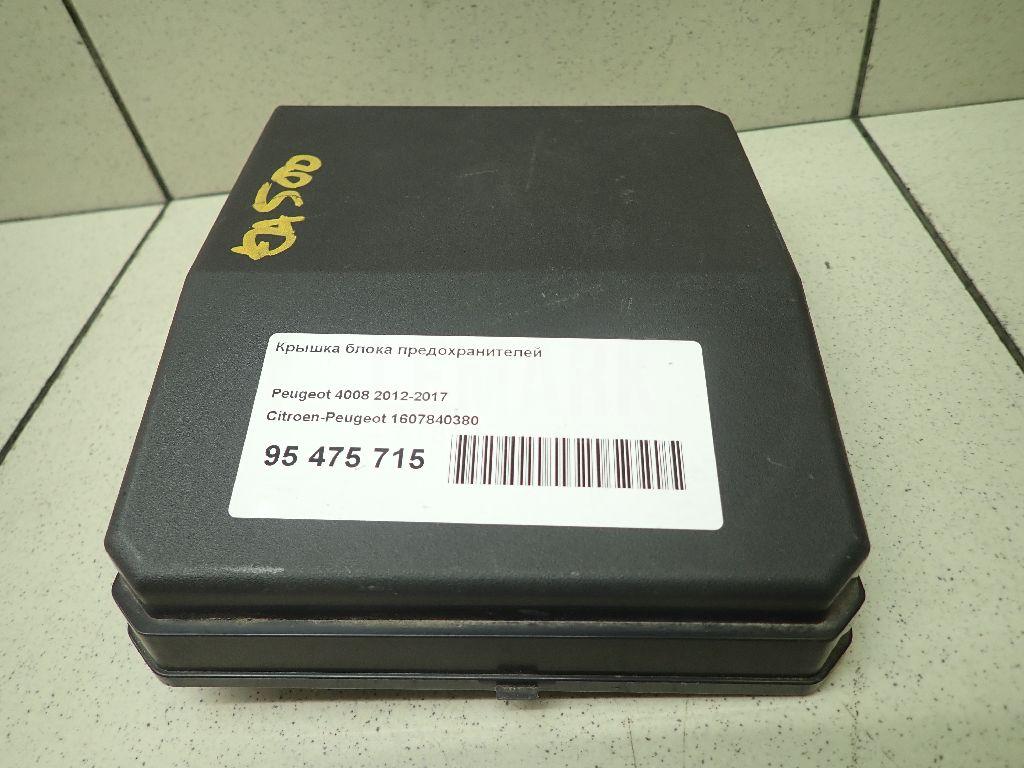 Крышка блока предохранителей
Peugeot 4008 2012-2017
Citroen-Peugeot 1607840380
95 475 715